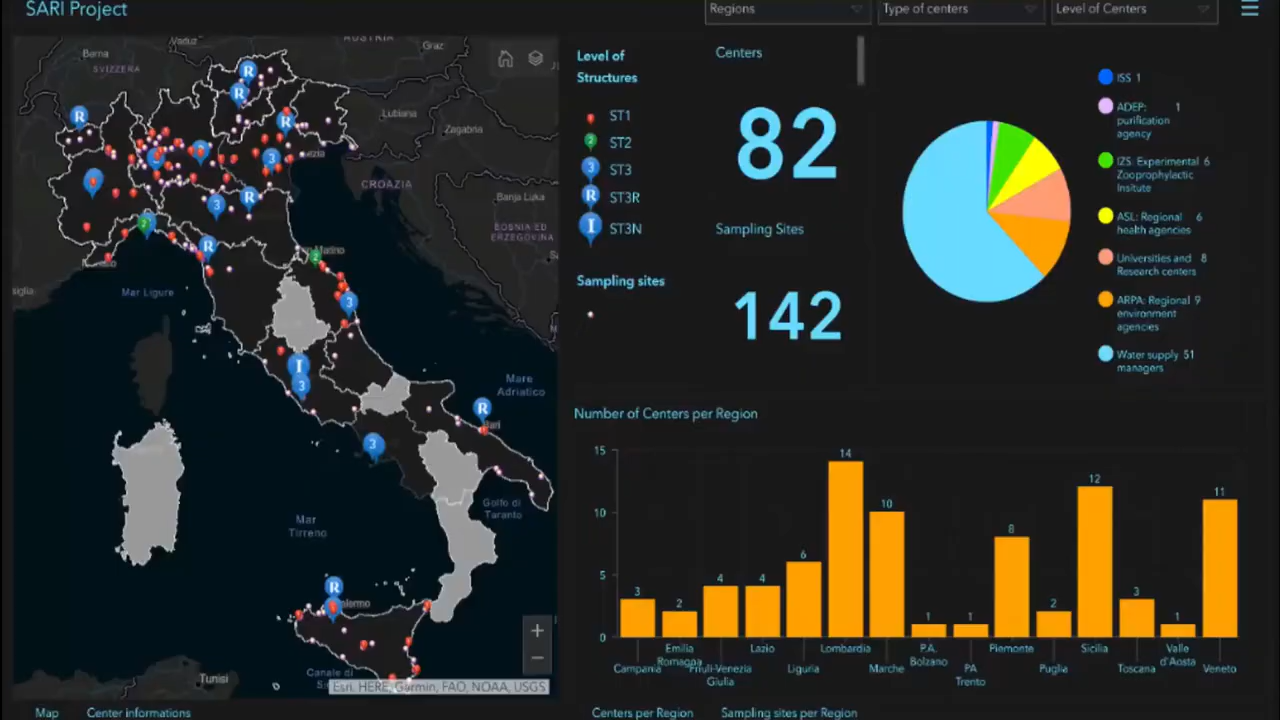 SARI Project
Regions
Type of centers
Level of Centers
Vaduz
AUSTRIA
Graz
Berna
SVIZZERA
Lubiana
Zagabria
CROAZIA
Banja Luka
BOSNIA ED
ERZEGOVINA
Mar Ligure
Mare
Adriatico
Golfo di
Taranto
Mar
Tirreno
Tunisi
Canale di
Esri, HERE, Garmin, FAO, NOAA, USGS
Map
Center informations
Level of
Structures
ST1
ST2
ST3
ST3R
ST3N
Sampling sites
Centers
82
Sampling Sites
142
ISS 1
ADEP: 1
purification
agency
IZS: Experimental 6
Zooprophylactic
Insitute
ASL: Regional 6
health agencies
Universities and 8
Research centers
ARPA: Regional 9
environment
agencies
Water supply 51
managers
Number of Centers per Region
15
10
5
0
3
2
4
4
6
14
10
1
1
8
2
12
3
1
11
Campania
Emilia
Romagna
Friuli-Venezia
Giulia
Lazio
Liguria
Lombardia
Marche
P.A.
Bolzano
PA
Trento
Piemonte
Puglia
Sicilia
Toscana
Valle
d'Aosta
Veneto
Centers per Region
Sampling sites per Region